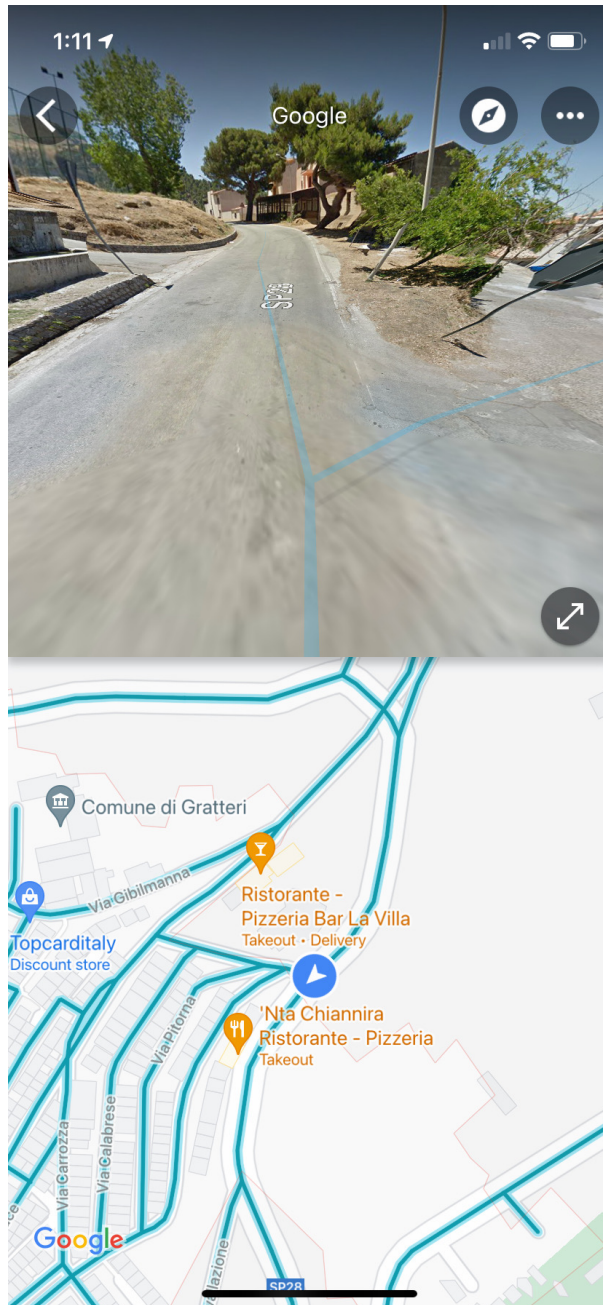 1:11
Google
SP28
Comune di Gratteri
Via Gibilmanna
Ristorante -
Pizzeria Bar La Villa
Takeout • Delivery
Topcarditaly
Discount store
'Nta Chiannira
Ristorante - Pizzeria
Takeout
Via Pitorna
Via Calabrese
Via Carrozza
Google
SP28